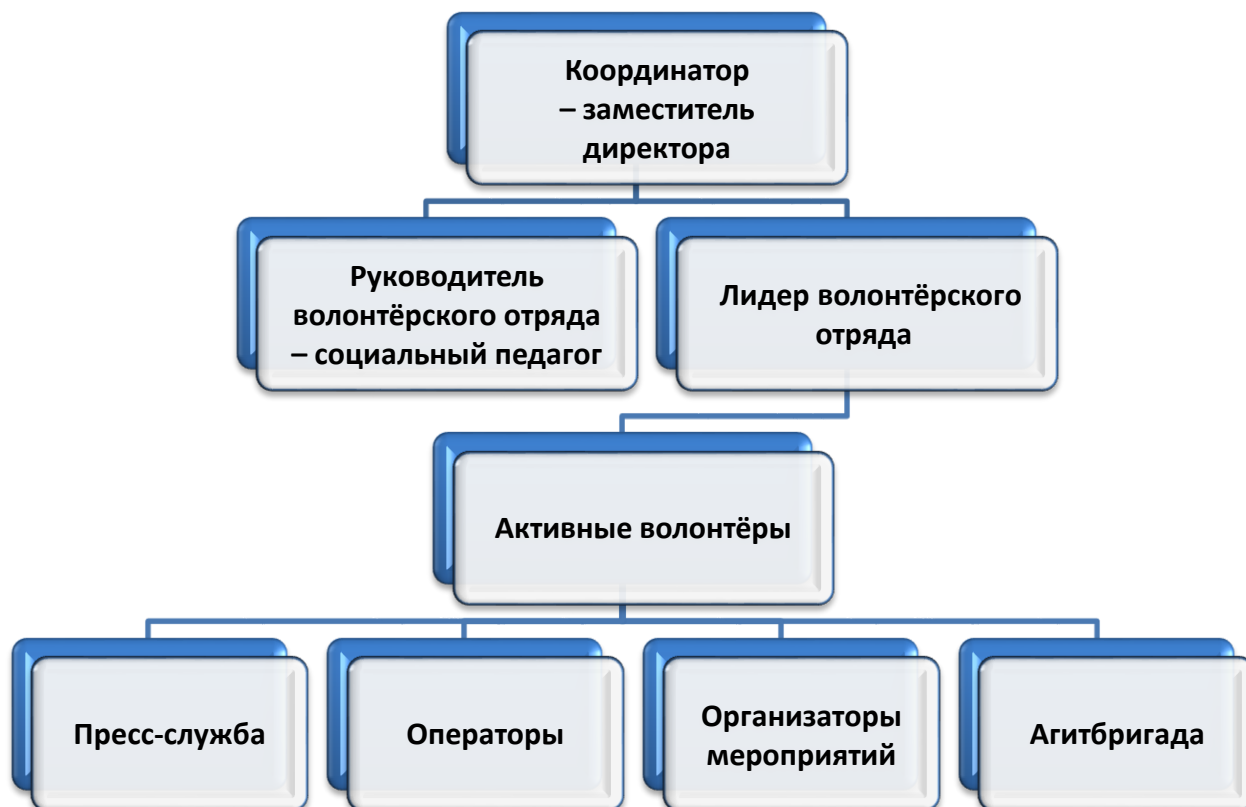 Координатор
– заместитель
директора
Руководитель
волонтёрского отряда
– социальный педагог
Лидер волонтёрского
отряда
Активные волонтёры
Пресс-служба
Операторы
Организаторы
мероприятий
Агитбригада